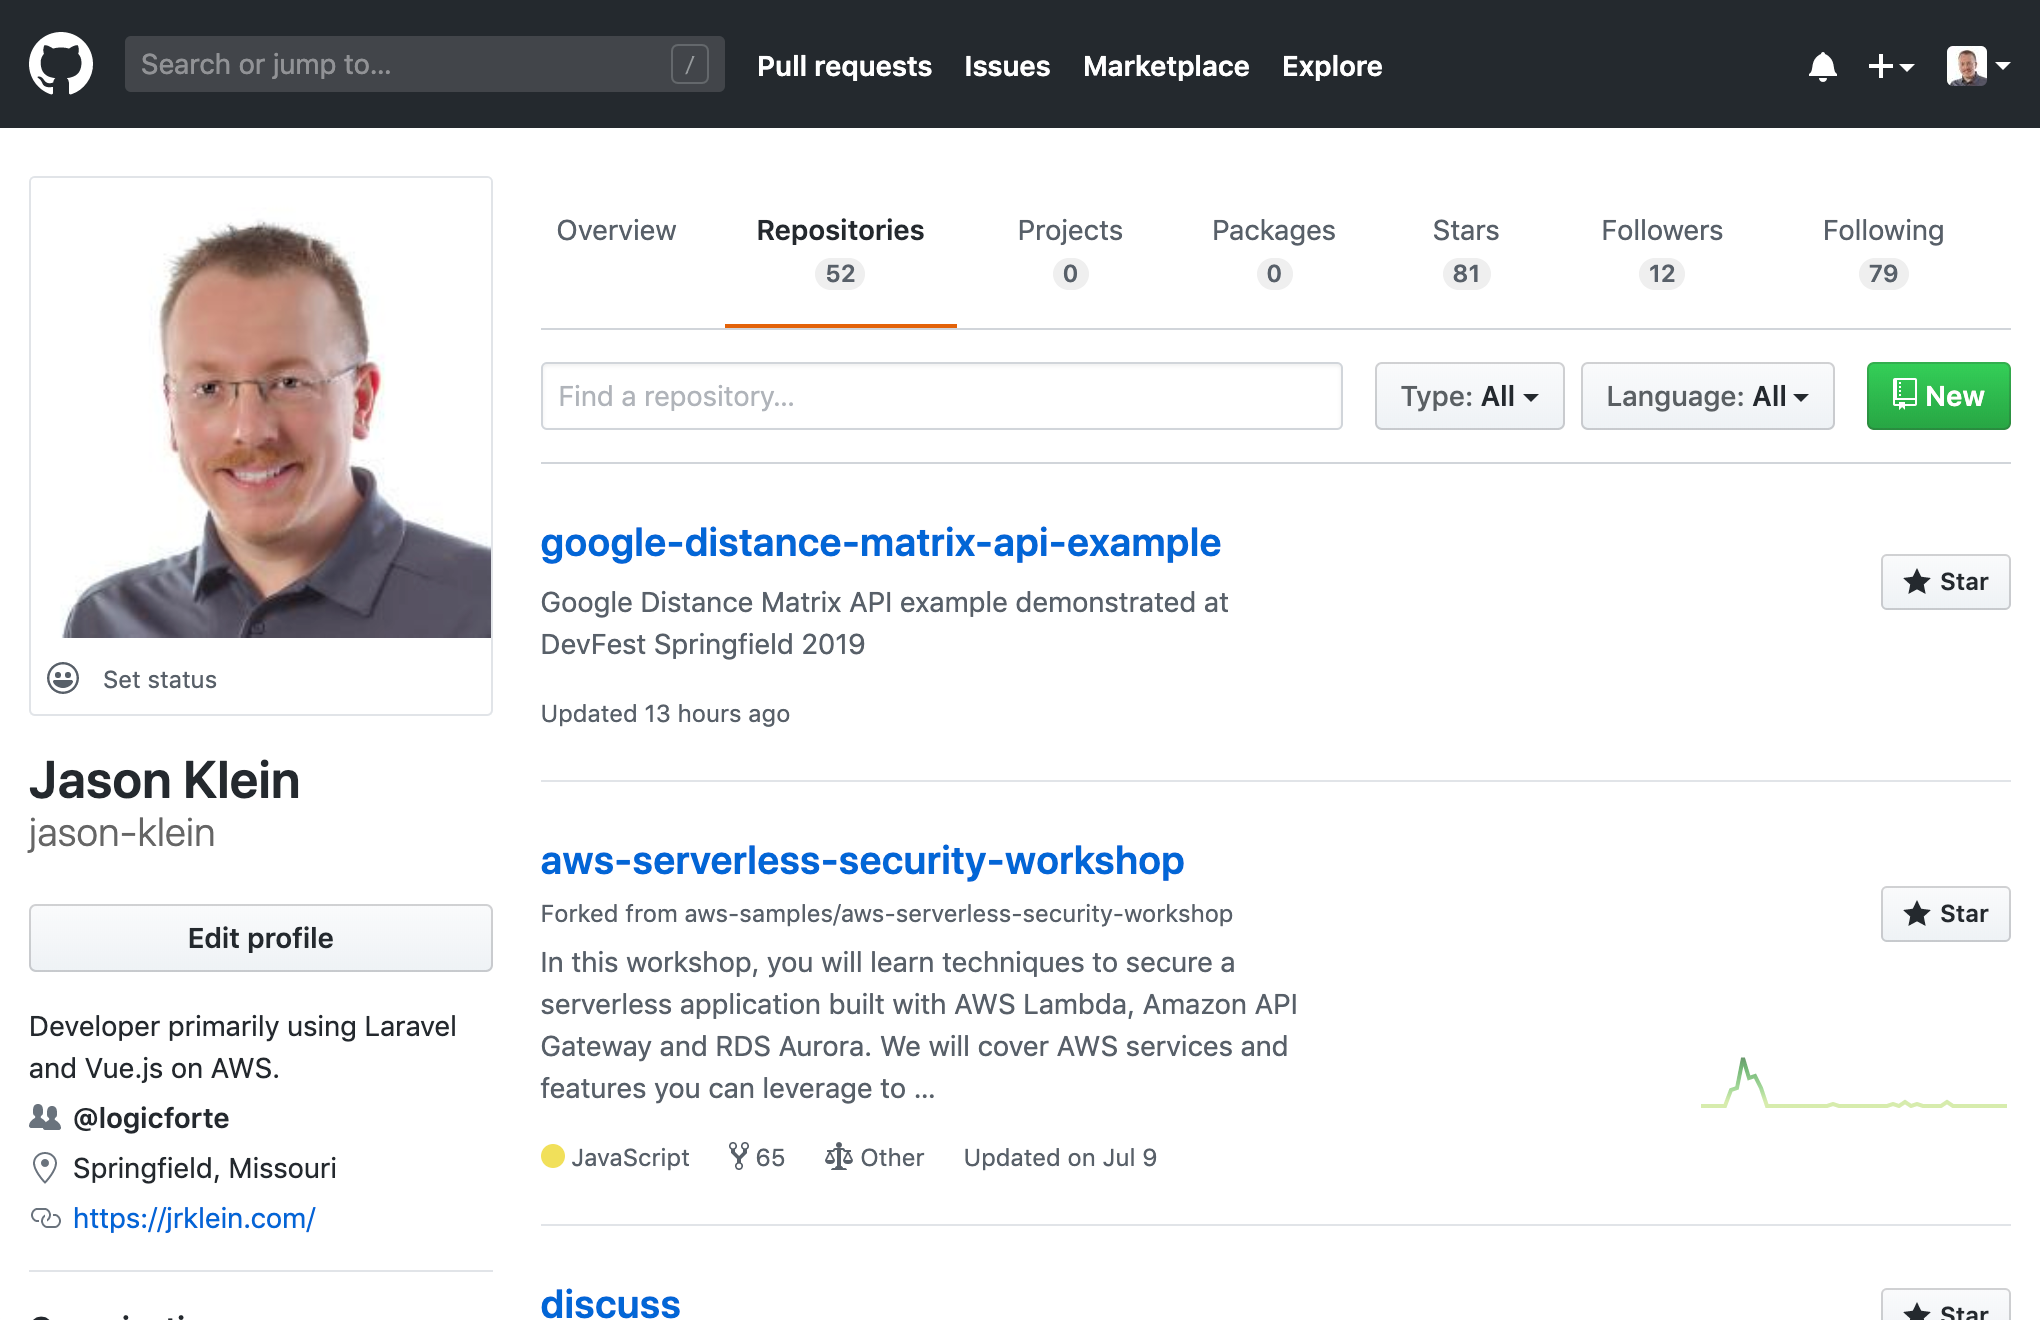 Search or jump to...
/
Pull requests
Issues
Marketplace
Explore
Overview
Repositories
52
Projects
0
Packages
0
Stars
81
Followers
12
Following
79
Find a repository...
Type: All
Language: All
New
google-distance-matrix-api-example
Google Distance Matrix API example demonstrated at
DevFest Springfield 2019
Updated 13 hours ago
Star
aws-serverless-security-workshop
Forked from aws-samples/aws-serverless-security-workshop
In this workshop, you will learn techniques to secure a
serverless application built with AWS Lambda, Amazon API
Gateway and RDS Aurora. We will cover AWS services and
features you can leverage to ...
JavaScript
65
Other
Updated on Jul 9
Star
discuss
Star
Set status
Jason Klein
jason-klein
Edit profile
Developer primarily using Laravel
and Vue.js on AWS.
@logicforte
Springfield, Missouri
https://jrklein.com/